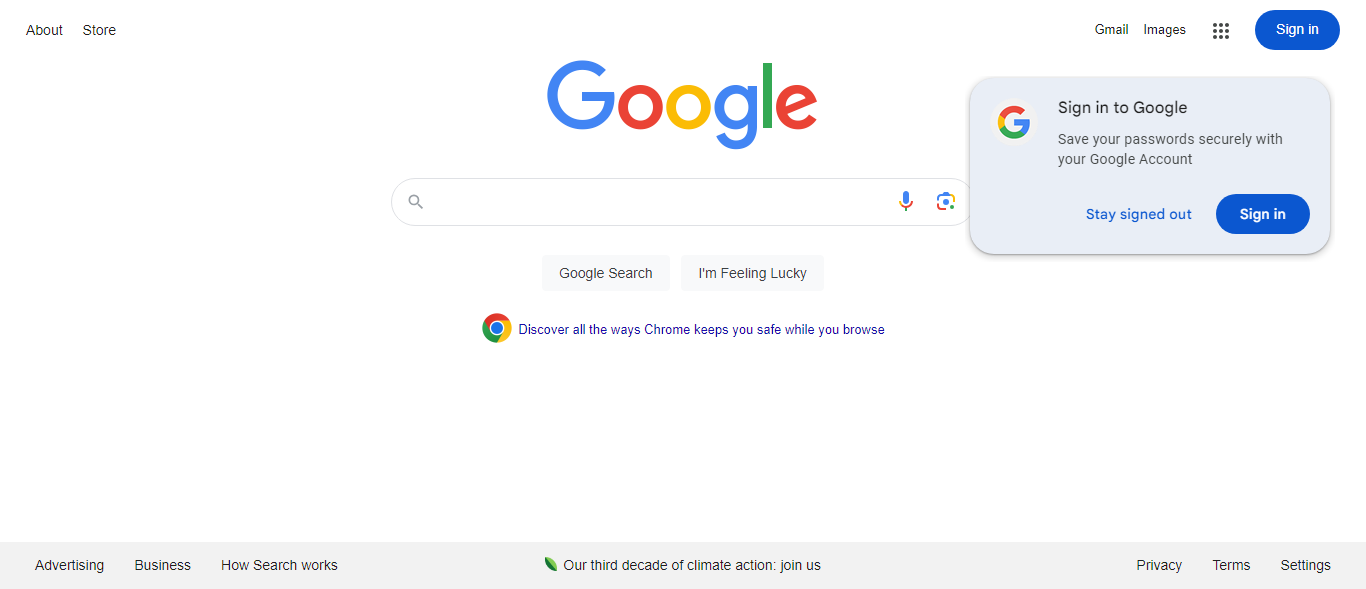 About Store
Gmail Images
Sign in
Google
Sign in to Google
Save your passwords securely with
your Google Account
Stay signed out
Sign in
Google Search
I'm Feeling Lucky
Discover all the ways Chrome keeps you safe while you browse
Advertising Business How Search works
Our third decade of climate action: join us
Privacy Terms Settings